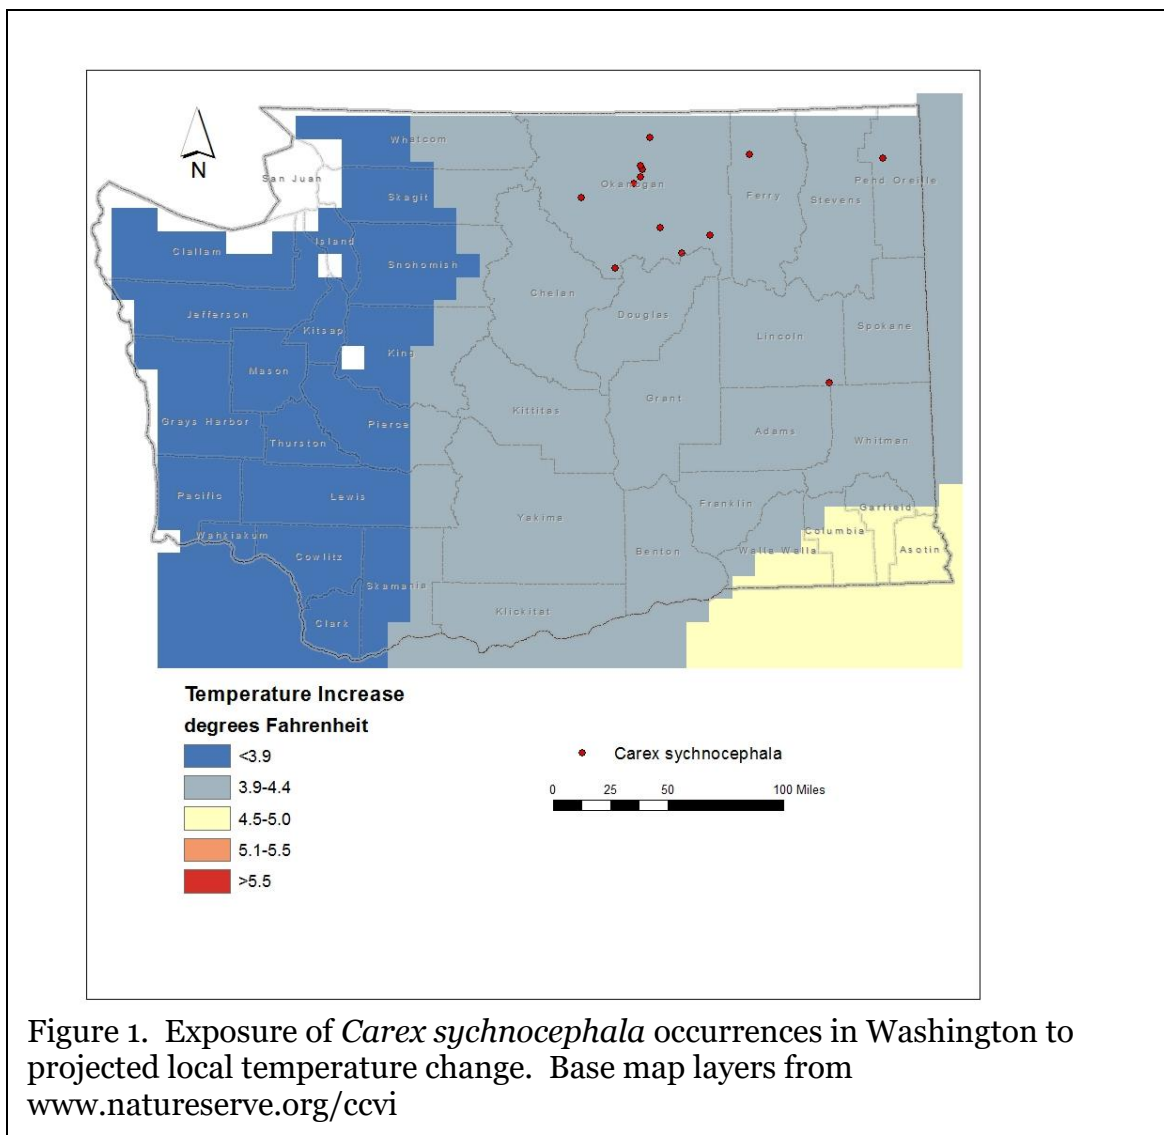 N
Whatcom
San Juan
Skagit
Okanogan
Ferry
Stevens
Pend Oreille
Clallam
Island
Snohomish
Chelan
Jefferson
Kitsap
King
Douglas
Lincoln
Spokane
Mason
Grant
Kittitas
Grays Harbor
Thurston
Pierce
Adams
Whitman
Pacific
Lewis
Yakima
Franklin
Garfield
Columbia
Wahkiakum
Cowlitz
Benton
Walla Walla
Asotin
Skamania
Klickitat
Clark
Temperature Increase
degrees Fahrenheit
<3.9
3.9-4.4
4.5-5.0
5.1-5.5
>5.5
Carex sychnocephala
0 25 50 100 Miles
Figure 1. Exposure of Carex sychnocephala occurrences in Washington to
projected local temperature change. Base map layers from
www.natureserve.org/ccvi